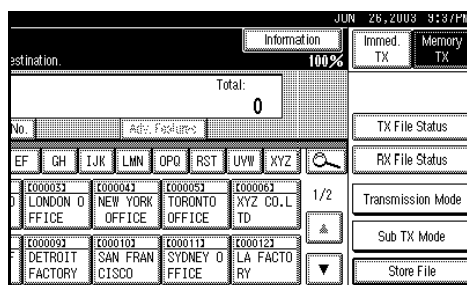 JUN 26,2003 9:37PM
Information
Immed. TX
Memory TX
estination.
100%
Total:
0
No.
Adv. Features
TX File Status
EF GH IJK LMN OPQ RST UVW XYZ
RX File Status
[00003] [00004] [00005] [00006]
LONDON O NEW YORK TORONTO XYZ CO.L
FFICE OFFICE OFFICE TD
1/2
Transmission Mode
Sub TX Mode
[00009] [00010] [00011] [00012]
F DETROIT SAN FRAN SYDNEY O LA FACTO
FACTORY CISCO FFICE RY
Store File